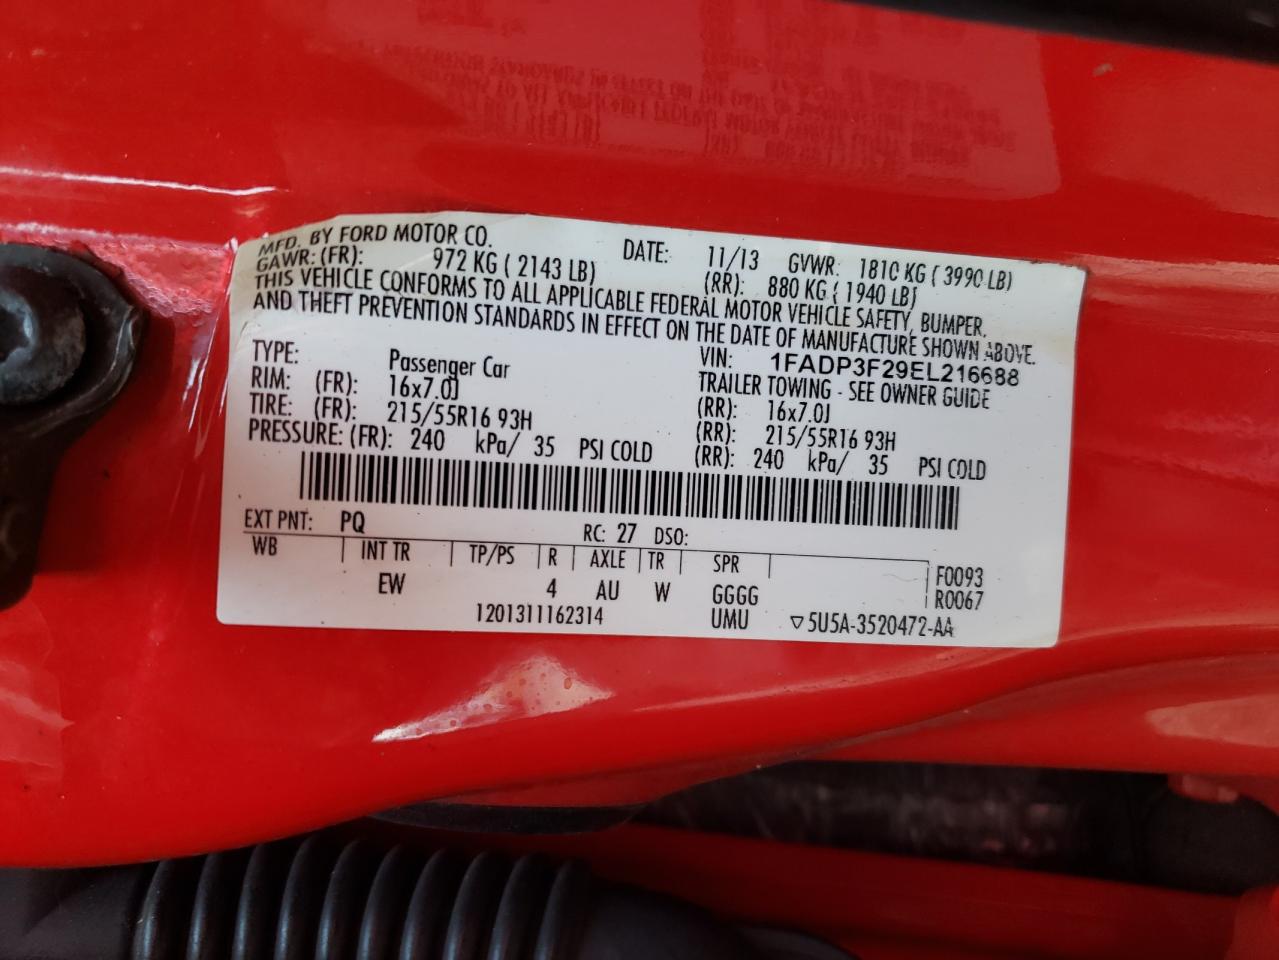 MFD. BY FORD MOTOR CO. DATE: 11/13 GVWR: 1810 KG ( 3990 LB)
GAWR: (FR): 972 KG ( 2143 LB) (RR): 880 KG ( 1940 LB)
THIS VEHICLE CONFORMS TO ALL APPLICABLE FEDERAL MOTOR VEHICLE SAFETY, BUMPER,
AND THEFT PREVENTION STANDARDS IN EFFECT ON THE DATE OF MANUFACTURE SHOWN ABOVE.
TYPE: Passenger Car VIN: 1FADP3F29EL216688
TRAILER TOWING - SEE OWNER GUIDE
RIM: (FR): 16x7.0J (RR): 16x7.0J
TIRE: (FR): 215/55R16 93H (RR): 215/55R16 93H
PRESSURE: (FR): 240 kPa/ 35 PSI COLD (RR): 240 kPa/ 35 PSI COLD
EXT PNT: PQ RC: 27 DSO:
WB INT TR TP/PS R AXLE TR SPR F0093
EW 4 AU W GGGG R0067
1201311162314 UMU ▽5U5A-3520472-AA